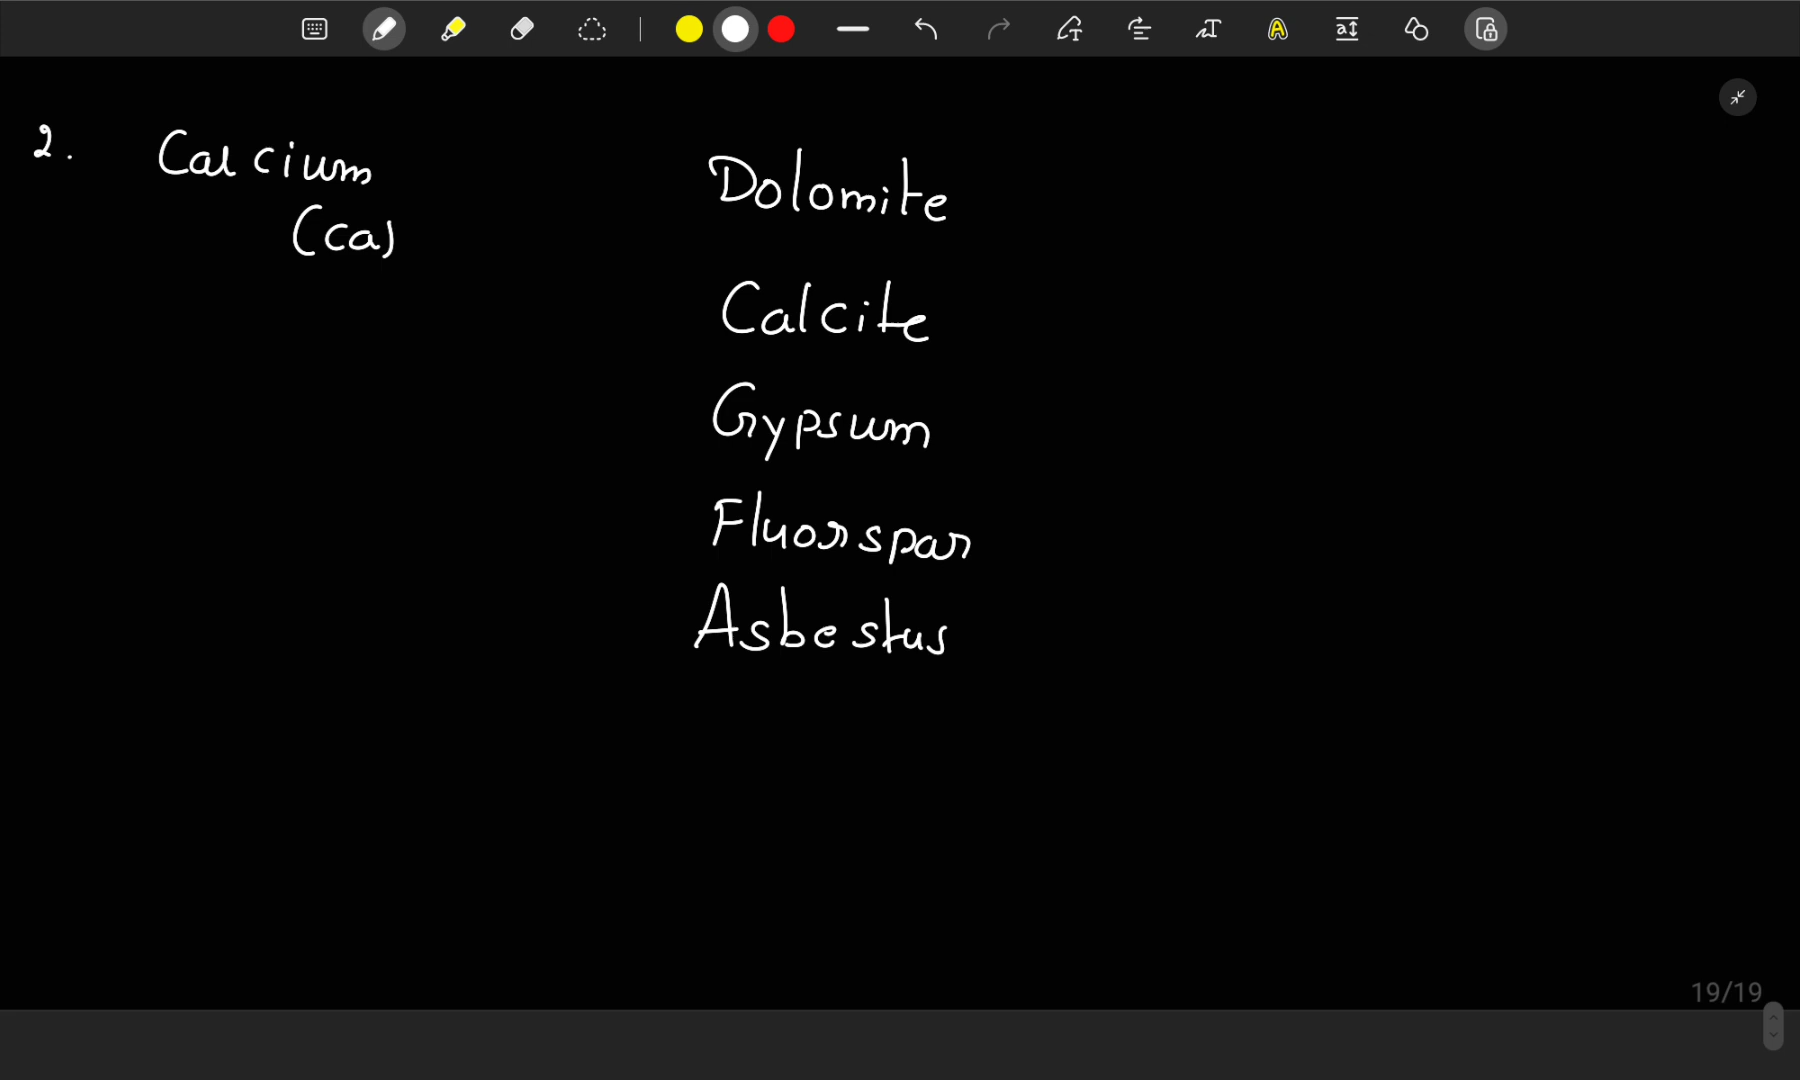 2. Calcium Dolomite
(ca)
Calcite
Gypsum
Fluorspar
Asbestus
19/19